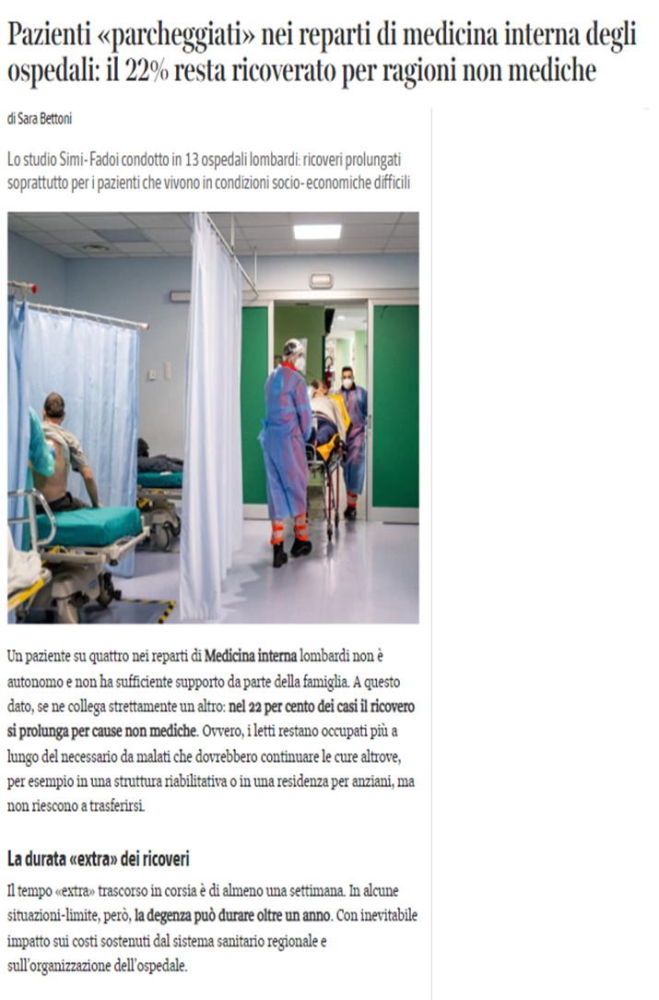 Pazienti «parcheggiati» nei reparti di medicina interna degli
ospedali: il 22% resta ricoverato per ragioni non mediche
di Sara Bettoni
Lo studio Simi-Fadoi condotto in 13 ospedali lombardi: ricoveri prolungati
soprattutto per i pazienti che vivono in condizioni socio-economiche difficili
Un paziente su quattro nei reparti di Medicina interna lombardi non è
autonomo e non ha sufficiente supporto da parte della famiglia. A questo
dato, se ne collega strettamente un altro: nel 22 per cento dei casi il ricovero
si prolunga per cause non mediche. Ovvero, i letti restano occupati più a
lungo del necessario da malati che dovrebbero continuare le cure altrove,
per esempio in una struttura riabilitativa o in una residenza per anziani, ma
non riescono a trasferirsi.
La durata «extra» dei ricoveri
Il tempo «extra» trascorso in corsia è di almeno una settimana. In alcune
situazioni-limite, però, la degenza può durare oltre un anno. Con inevitabile
impatto sui costi sostenuti dal sistema sanitario regionale e
sull'organizzazione dell'ospedale.